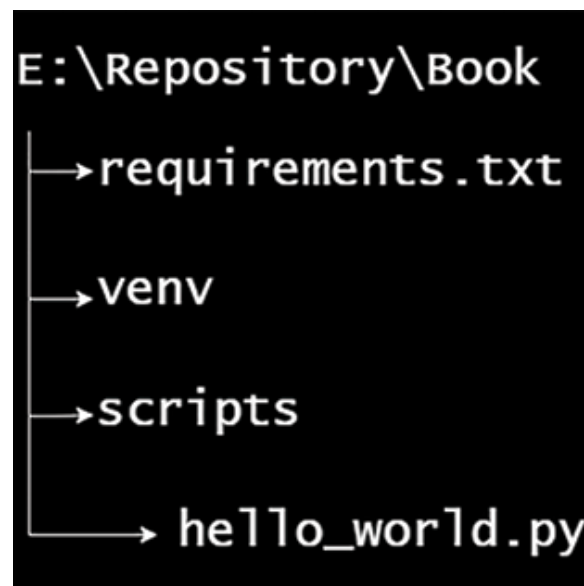 E:\Repository\Book
requirements.txt
venv
scripts
hello_world.py